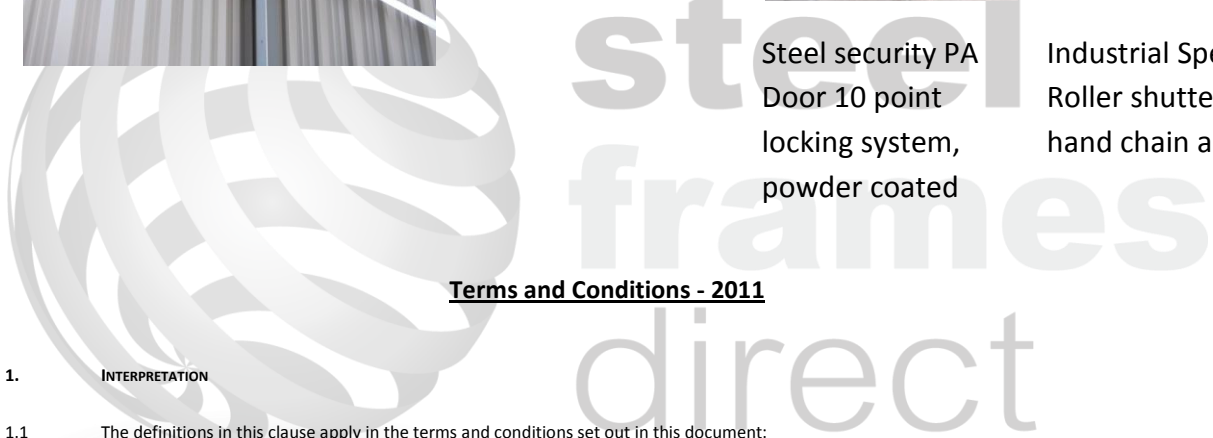 steel
frames
direct
Steel security PA
Door 10 point
locking system,
powder coated
Industrial
Roller
hand chain
Terms and Conditions - 2011
1. INTERPRETATION
1.1 The definitions in this clause apply in the terms and conditions set out in this document: